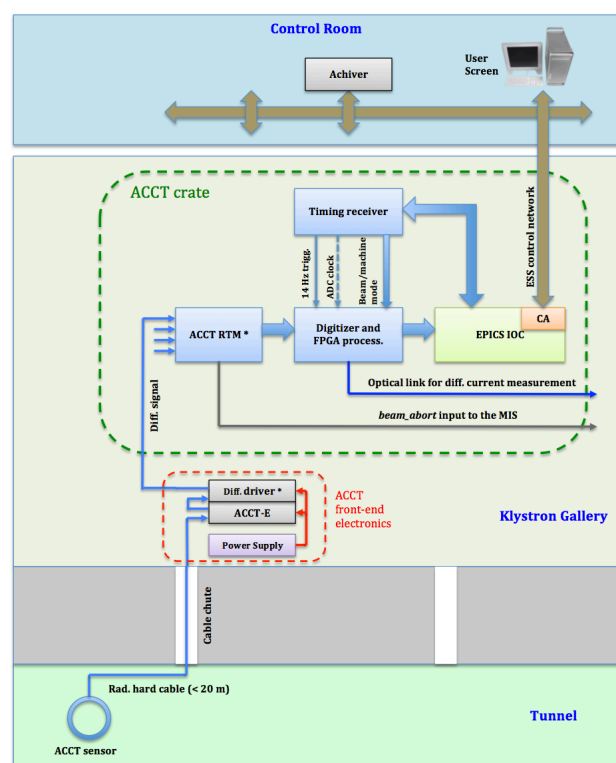 Control Room
Achiver
User
Screen
ACCT crate
Timing receiver
14 Hz trigg.
ADC clock
Beam/machine
mode
ESS control network
ACCT RTM *
Digitizer and
FPGA process.
CA
EPICS IOC
Optical link for diff. current measurement
beam_abort input to the MIS
Diff. signal
Diff. driver *
ACCT-E
Power Supply
ACCT
front-end
electronics
Klystron Gallery
Cable chute
Rad. hard cable (< 20 m)
ACCT sensor
Tunnel